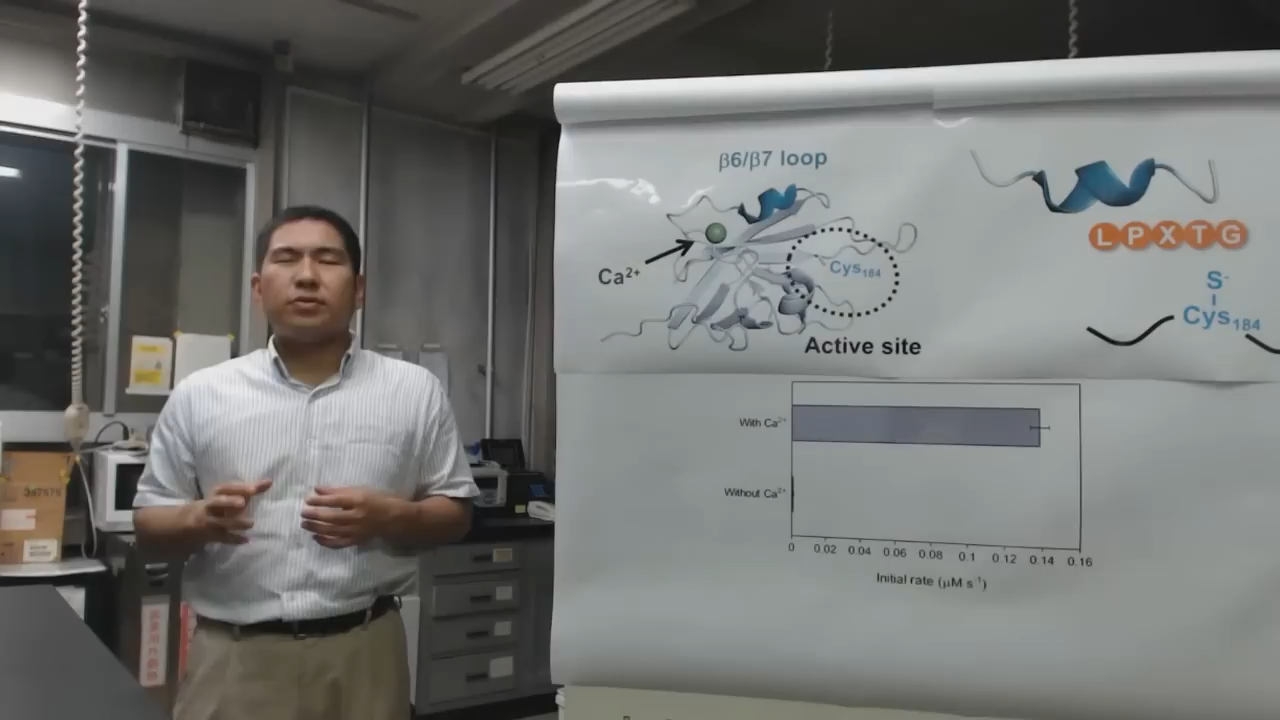 β6/β7 loop
Ca²⁺
Cys₁₈₄
Active site
LPXTG
S⁻
Cys₁₈₄
With Ca²⁺
Without Ca²⁺
0 0.02 0.04 0.06 0.08 0.1 0.12 0.14 0.16
Initial rate (μM s⁻¹)